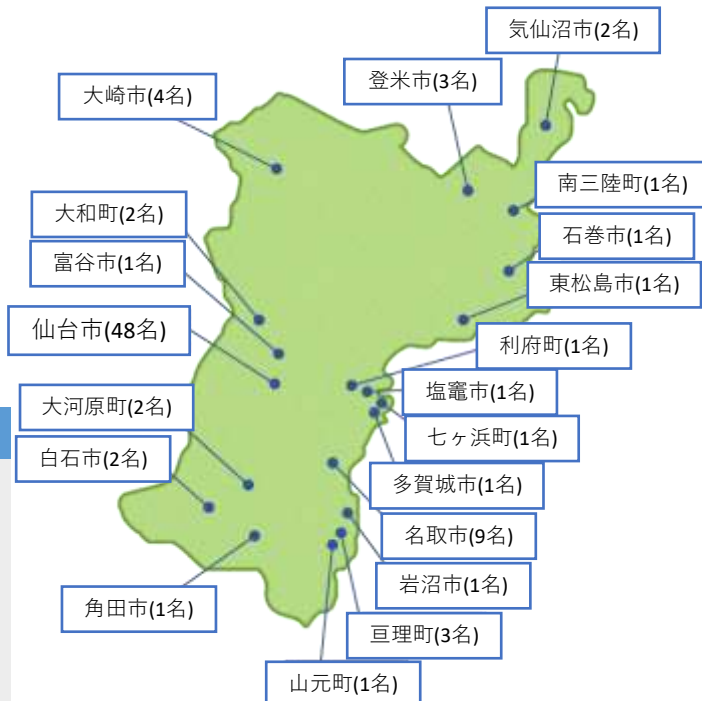 気仙沼市(2名)
登米市(3名)
大崎市(4名)
南三陸町(1名)
大和町(2名)
石巻市(1名)
富谷市(1名)
東松島市(1名)
仙台市(48名)
利府町(1名)
塩竈市(1名)
大河原町(2名)
七ヶ浜町(1名)
白石市(2名)
多賀城市(1名)
名取市(9名)
岩沼市(1名)
角田市(1名)
亘理町(3名)
山元町(1名)